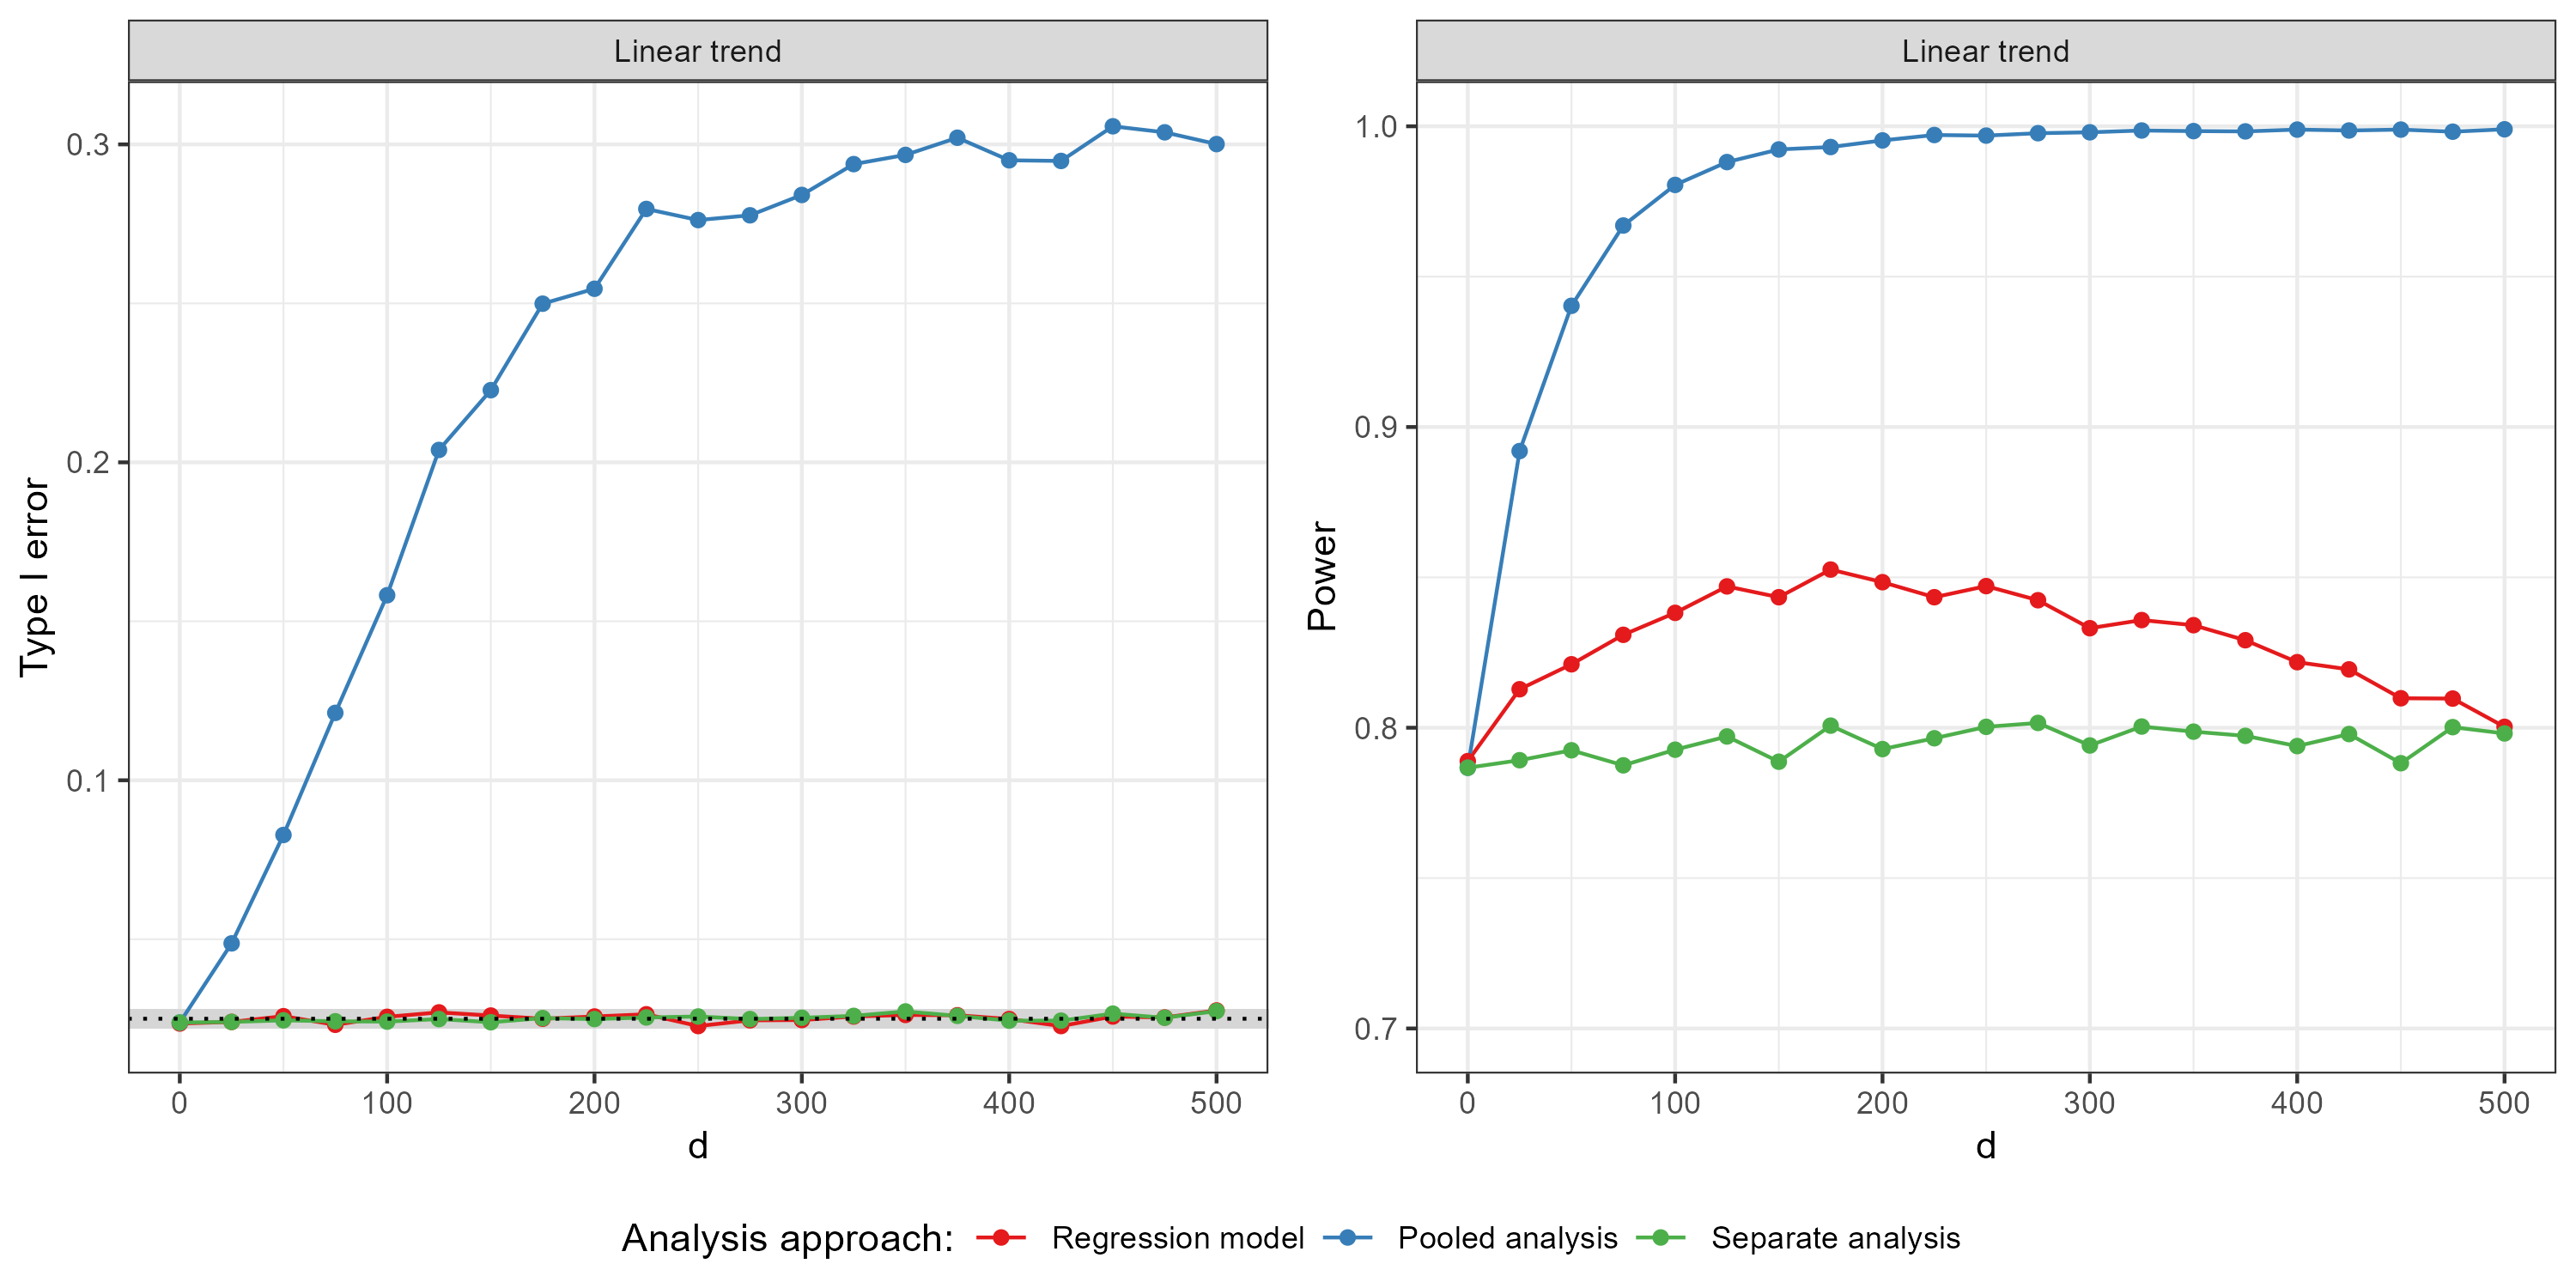 Linear trend
Linear trend
Type I error
0.3
0.2
0.1
0 100 200 300 400 500
d
Power
1.0
0.9
0.8
0.7
0 100 200 300 400 500
d
Analysis approach: Regression model Pooled analysis Separate analysis